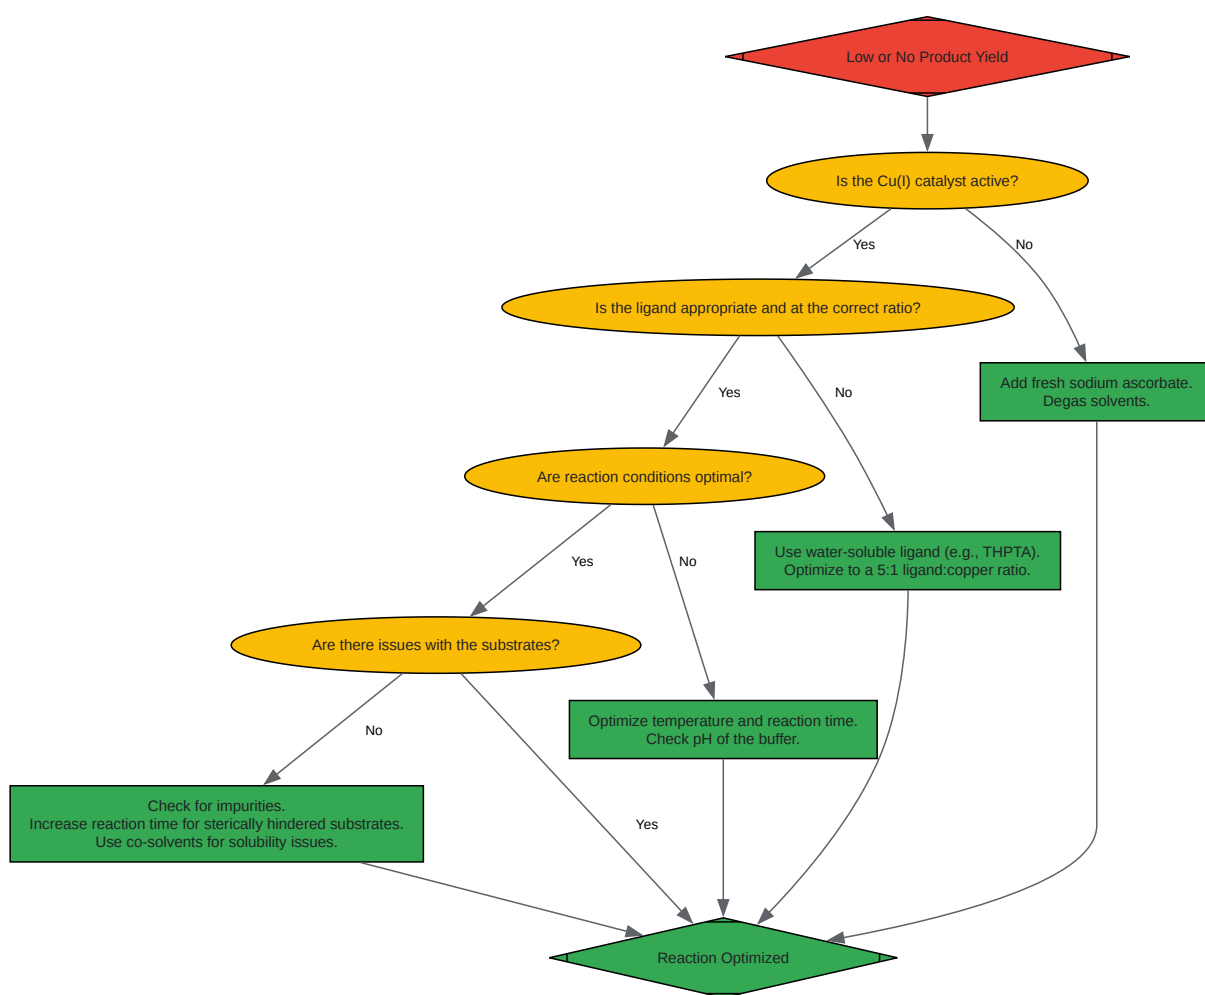 Low or No Product Yield
Is the Cu(I) catalyst active?
Yes
No
Is the ligand appropriate and at the correct ratio?
Add fresh sodium ascorbate.
Degas solvents.
Yes
No
Are reaction conditions optimal?
Use water-soluble ligand (e.g., THPTA).
Optimize to a 5:1 ligand:copper ratio.
Yes
No
Are there issues with the substrates?
Optimize temperature and reaction time.
Check pH of the buffer.
No
Yes
Check for impurities.
Increase reaction time for sterically hindered substrates.
Use co-solvents for solubility issues.
Reaction Optimized